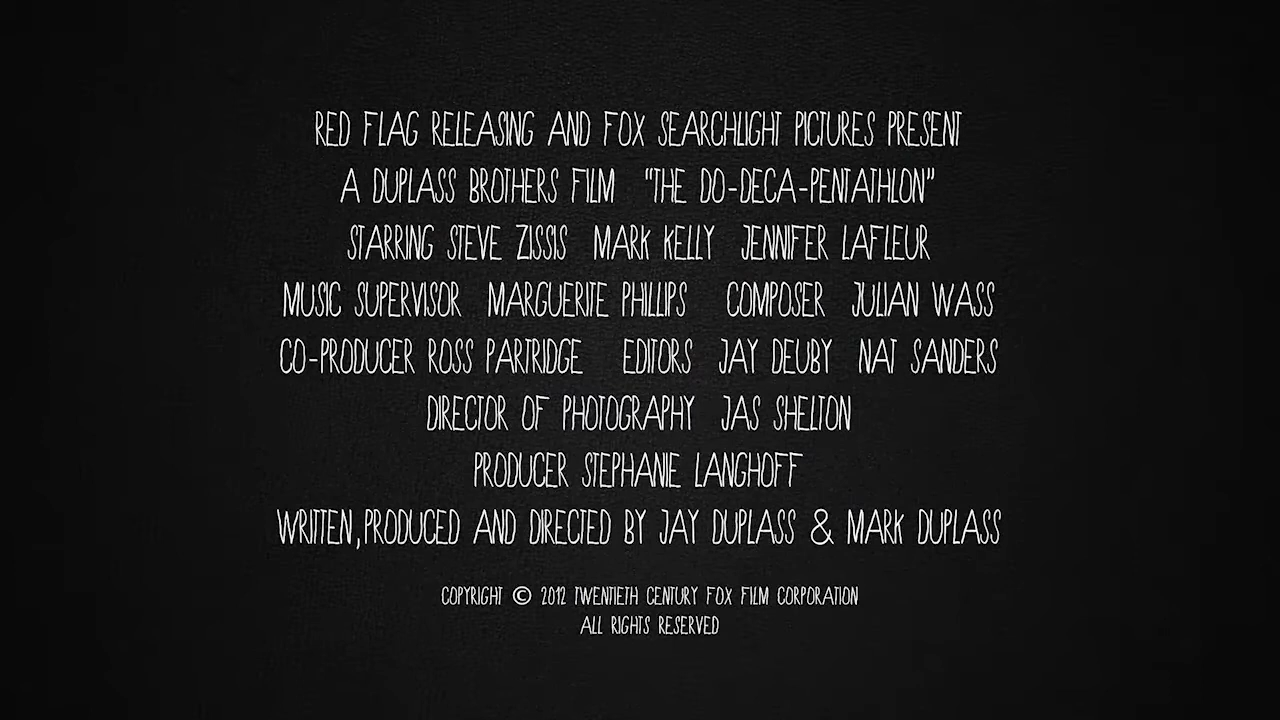 RED FLAG RELEASING AND FOX SEARCHLIGHT PICTURES PRESENT
A DUPLASS BROTHERS FILM "THE DO-DECA-PENTATHLON"
STARRING STEVE ZISSIS MARK KELLY JENNIFER LAFLEUR
MUSIC SUPERVISOR MARGUERITE PHILLIPS COMPOSER JULIAN WASS
CO-PRODUCER ROSS PARTRIDGE EDITORS JAY DEUBY NAT SANDERS
DIRECTOR OF PHOTOGRAPHY JAS SHELTON
PRODUCER STEPHANIE LANGHOFF
WRITTEN,PRODUCED AND DIRECTED BY JAY DUPLASS & MARK DUPLASS
COPYRIGHT © 2012 TWENTIETH CENTURY FOX FILM CORPORATION
ALL RIGHTS RESERVED